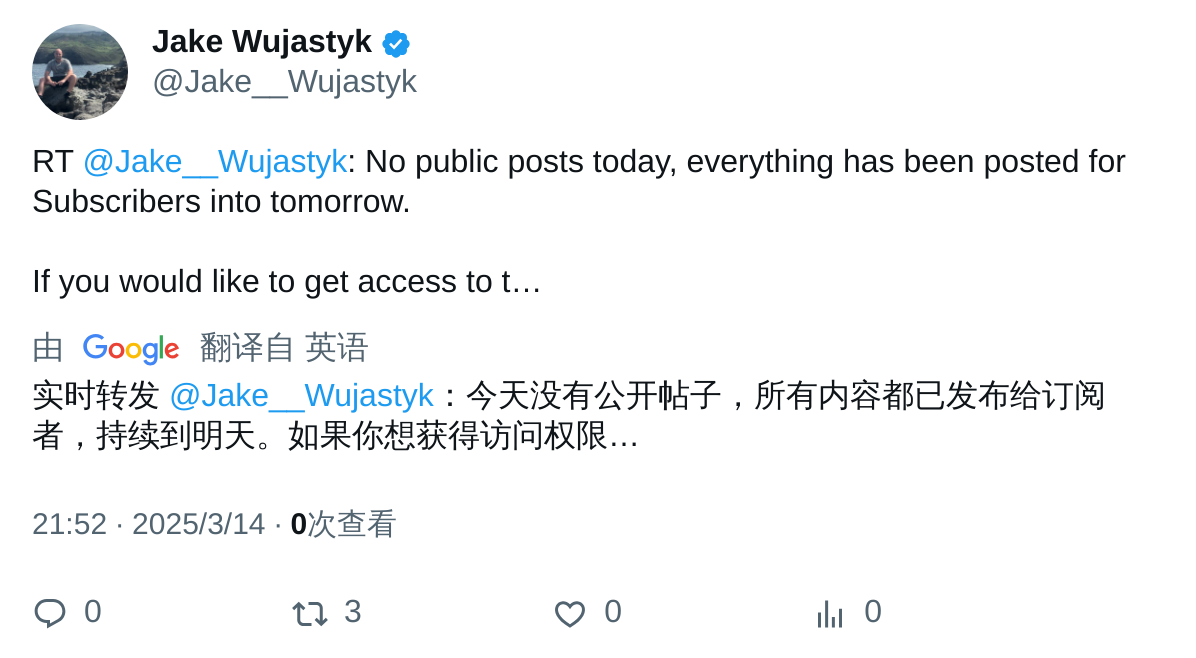 Jake Wujastyk
@Jake__Wujastyk
RT @Jake__Wujastyk: No public posts today, everything has been posted for
Subscribers into tomorrow.
If you would like to get access to t…
由 Google 翻译自 英语
实时转发 @Jake__Wujastyk：今天没有公开帖子，所有内容都已发布给订阅
者，持续到明天。如果你想获得访问权限…
21:52 · 2025/3/14 · 0次查看
0 3 0 0